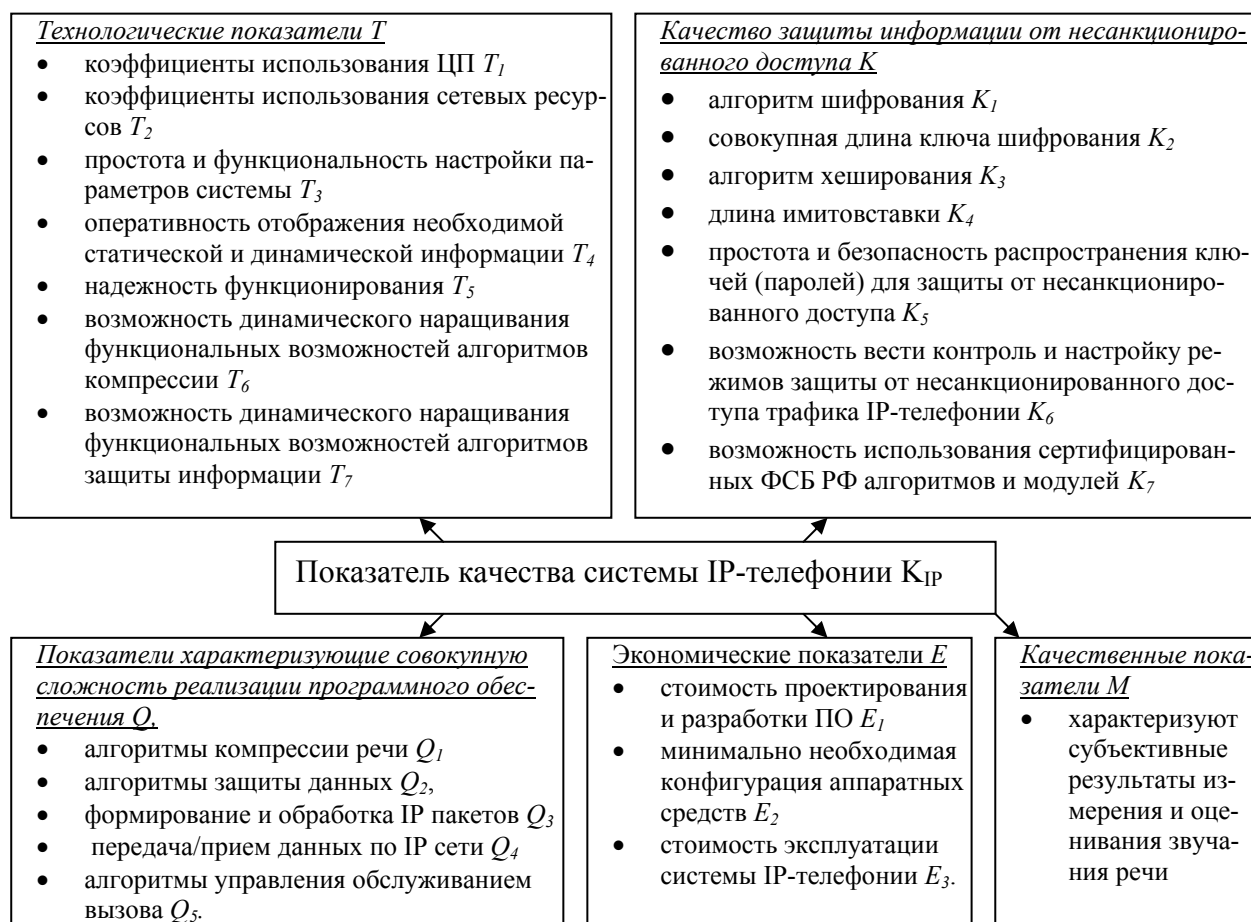 Технологические показатели T
• коэффициенты использования ЦП T1
• коэффициенты использования сетевых ресур-
сов T2
• простота и функциональность настройки па-
раметров системы T3
• оперативность отображения необходимой
статической и динамической информации T4
• надежность функционирования T5
• возможность динамического наращивания
функциональных возможностей алгоритмов
компрессии T6
• возможность динамического наращивания
функциональных возможностей алгоритмов
защиты информации T7
Качество защиты информации от несанкциониро-
ванного доступа K
• алгоритм шифрования K1
• совокупная длина ключа шифрования K2
• алгоритм хеширования K3
• длина имитовставки K4
• простота и безопасность распространения клю-
чей (паролей) для защиты от несанкциониро-
ванного доступа K5
• возможность вести контроль и настройку ре-
жимов защиты от несанкционированного дос-
тупа трафика IP-телефонии K6
• возможность использования сертифицирован-
ных ФСБ РФ алгоритмов и модулей K7
Показатель качества системы IP-телефонии KIP
Показатели характеризующие совокупную
сложность реализации программного обес-
печения Q,
• алгоритмы компрессии речи Q1
• алгоритмы защиты данных Q2,
• формирование и обработка IP пакетов Q3
• передача/прием данных по IP сети Q4
• алгоритмы управления обслуживанием
вызова Q5.
Экономические показатели E
• стоимость проектирования
и разработки ПО E1
• минимально необходимая
конфигурация аппаратных
средств E2
• стоимость эксплуатации
системы IP-телефонии E3.
Качественные пока-
затели M
• характеризуют
субъективные
результаты из-
мерения и оце-
нивания звуча-
ния речи